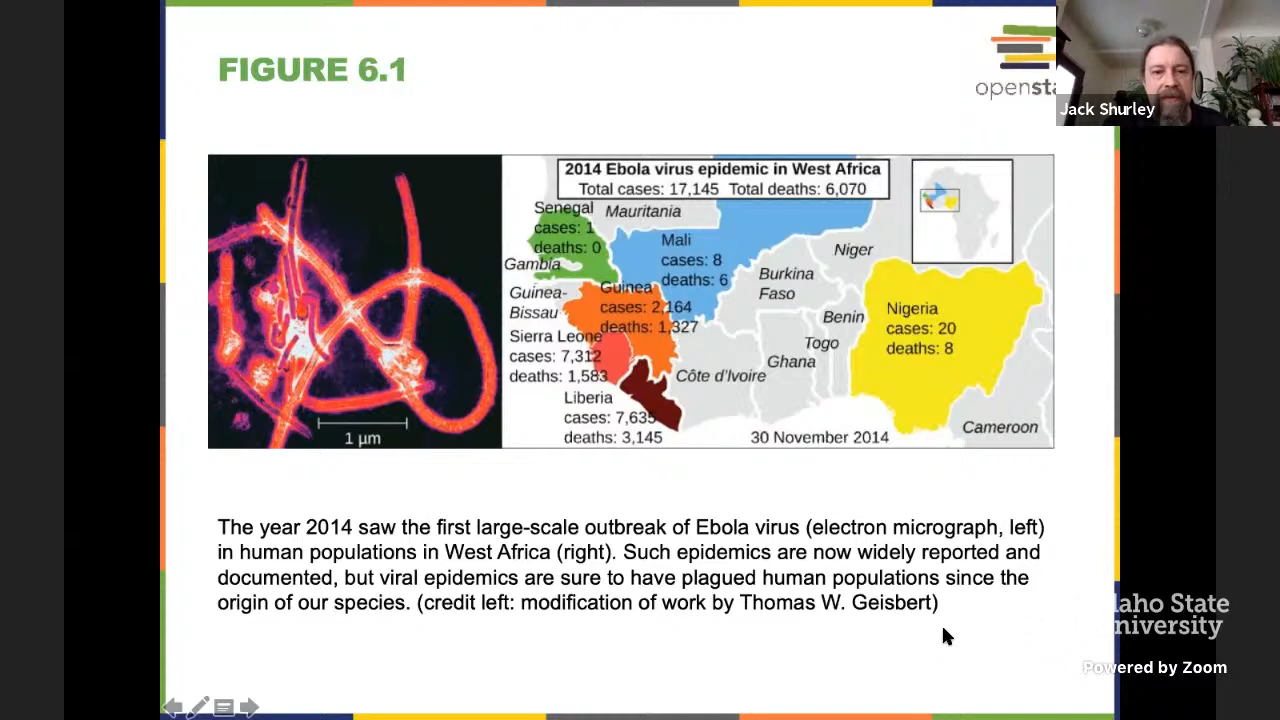 FIGURE 6.1
opensta
Jack Shurley
2014 Ebola virus epidemic in West Africa
Total cases: 17,145 Total deaths: 6,070
Senegal
cases: 1
deaths: 0
Mauritania
Mali
cases: 8
deaths: 6
Niger
Gambia
Guinea-
Bissau
Guinea
cases: 2,164
deaths: 1,327
Burkina
Faso
Benin
Togo
Ghana
Nigeria
cases: 20
deaths: 8
Sierra Leone
cases: 7,312
deaths: 1,583
Côte d'Ivoire
Liberia
cases: 7,635
deaths: 3,145
Cameroon
30 November 2014
1 µm
The year 2014 saw the first large-scale outbreak of Ebola virus (electron micrograph, left)
in human populations in West Africa (right). Such epidemics are now widely reported and
documented, but viral epidemics are sure to have plagued human populations since the
origin of our species. (credit left: modification of work by Thomas W. Geisbert)
daho State
niversity
Powered by Zoom